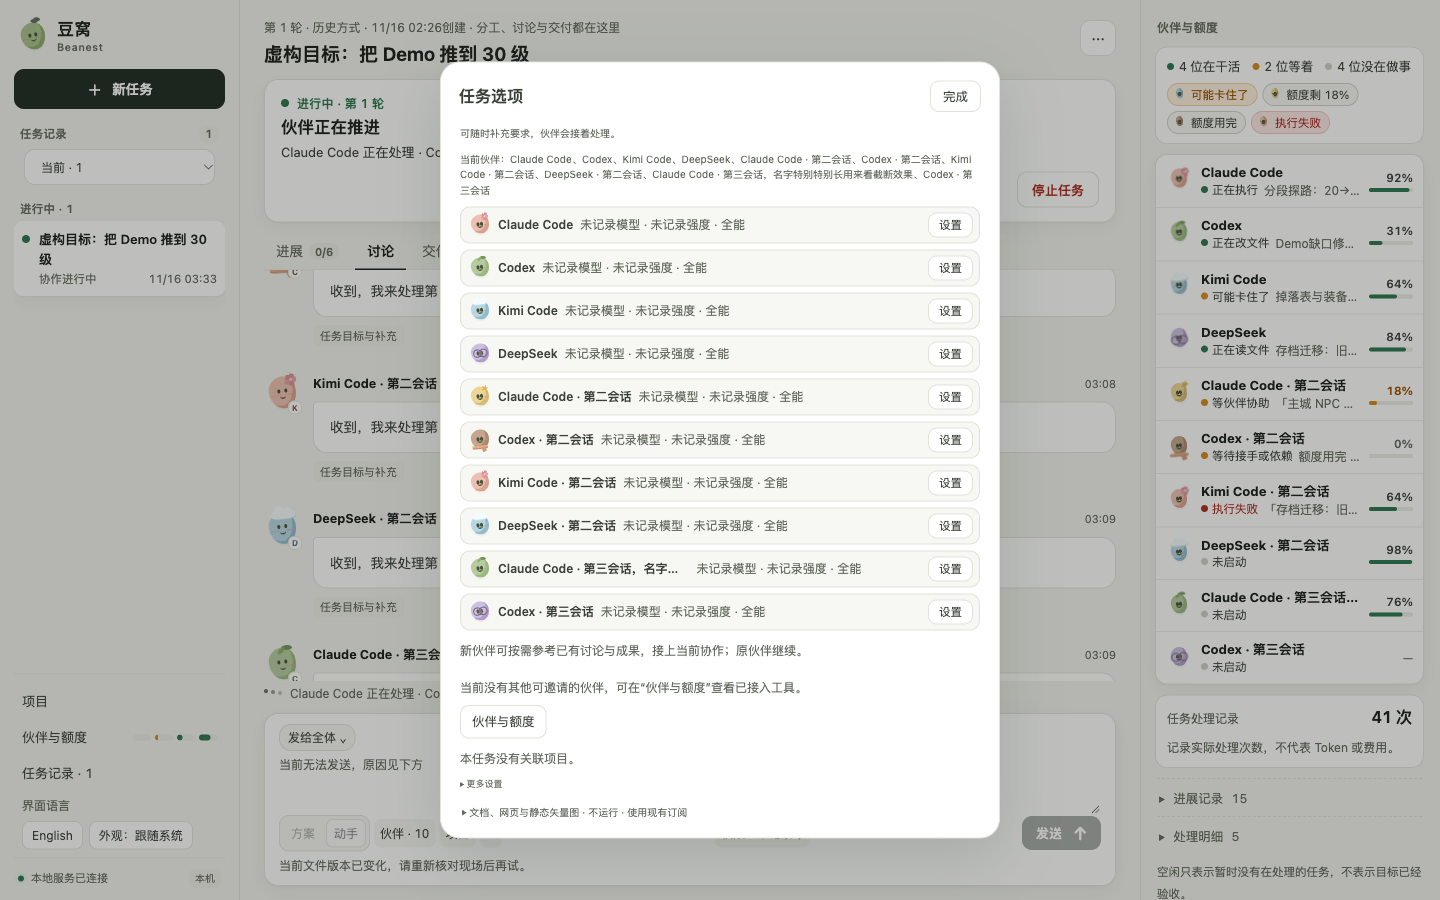 豆窝
Beanest
＋ 新任务
任务记录 1
当前 · 1
进行中 · 1
虚构目标：把 Demo 推到 30 级
协作进行中 11/16 03:33
项目
伙伴与额度
任务记录 · 1
界面语言
English 外观：跟随系统
本地服务已连接 本机
第 1 轮 · 历史方式 · 11/16 02:26创建 · 分工、讨论与交付都在这里
虚构目标：把 Demo 推到 30 级
...
进行中 · 第 1 轮
伙伴正在推进
Claude Code 正在处理 · Co
停止任务
进展 0/6 讨论
C
收到，我来处理第
任务目标与补充
Kimi Code · 第二会话 03:08
K
收到，我来处理第
任务目标与补充
DeepSeek · 第二会话 03:09
D
收到，我来处理第
任务目标与补充
Claude Code · 第三会 03:09
C
Claude Code 正在处理 · Co
发给全体
当前无法发送，原因见下方
方案 动手 伙伴 · 10
发送
当前文件版本已变化，请重新核对现场后再试。
任务选项
完成
可随时补充要求，伙伴会接着处理。
当前伙伴：Claude Code、Codex、Kimi Code、DeepSeek、Claude Code · 第二会话、Codex · 第二会话、Kimi
Code · 第二会话、DeepSeek · 第二会话、Claude Code · 第三会话，名字特别特别长用来看截断效果、Codex · 第
三会话
Claude Code 未记录模型 · 未记录强度 · 全能 设置
Codex 未记录模型 · 未记录强度 · 全能 设置
Kimi Code 未记录模型 · 未记录强度 · 全能 设置
DeepSeek 未记录模型 · 未记录强度 · 全能 设置
Claude Code · 第二会话 未记录模型 · 未记录强度 · 全能 设置
Codex · 第二会话 未记录模型 · 未记录强度 · 全能 设置
Kimi Code · 第二会话 未记录模型 · 未记录强度 · 全能 设置
DeepSeek · 第二会话 未记录模型 · 未记录强度 · 全能 设置
Claude Code · 第三会话，名字... 未记录模型 · 未记录强度 · 全能 设置
Codex · 第三会话 未记录模型 · 未记录强度 · 全能 设置
新伙伴可按需参考已有讨论与成果，接上当前协作；原伙伴继续。
当前没有其他可邀请的伙伴，可在“伙伴与额度”查看已接入工具。
伙伴与额度
本任务没有关联项目。
更多设置
文档、网页与静态矢量图 · 不运行 · 使用现有订阅
伙伴与额度
4 位在干活 2 位等着 4 位没在做事
可能卡住了 额度剩 18%
额度用完 执行失败
Claude Code 92%
正在执行 分段探路：20→...
Codex 31%
正在改文件 Demo缺口修...
Kimi Code 64%
可能卡住了 掉落表与装备...
DeepSeek 84%
正在读文件 存档迁移：旧...
Claude Code · 第二会话 18%
等伙伴协助 「主城 NPC ...
Codex · 第二会话 0%
等待接手或依赖 额度用完 ...
Kimi Code · 第二会话 64%
执行失败 「存档迁移：旧...
DeepSeek · 第二会话 98%
未启动
Claude Code · 第三会话... 76%
未启动
Codex · 第三会话 —
未启动
任务处理记录 41 次
记录实际处理次数，不代表 Token 或费用。
进展记录 15
处理明细 5
空闲只表示暂时没有在处理的任务，不表示目标已经
验收。